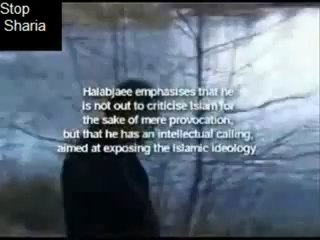 Stop
Sharia
Halabjaee emphasises that he
is not out to criticise Islam for
the sake of mere provocation,
but that he has an intellectual calling,
aimed at exposing the Islamic ideology